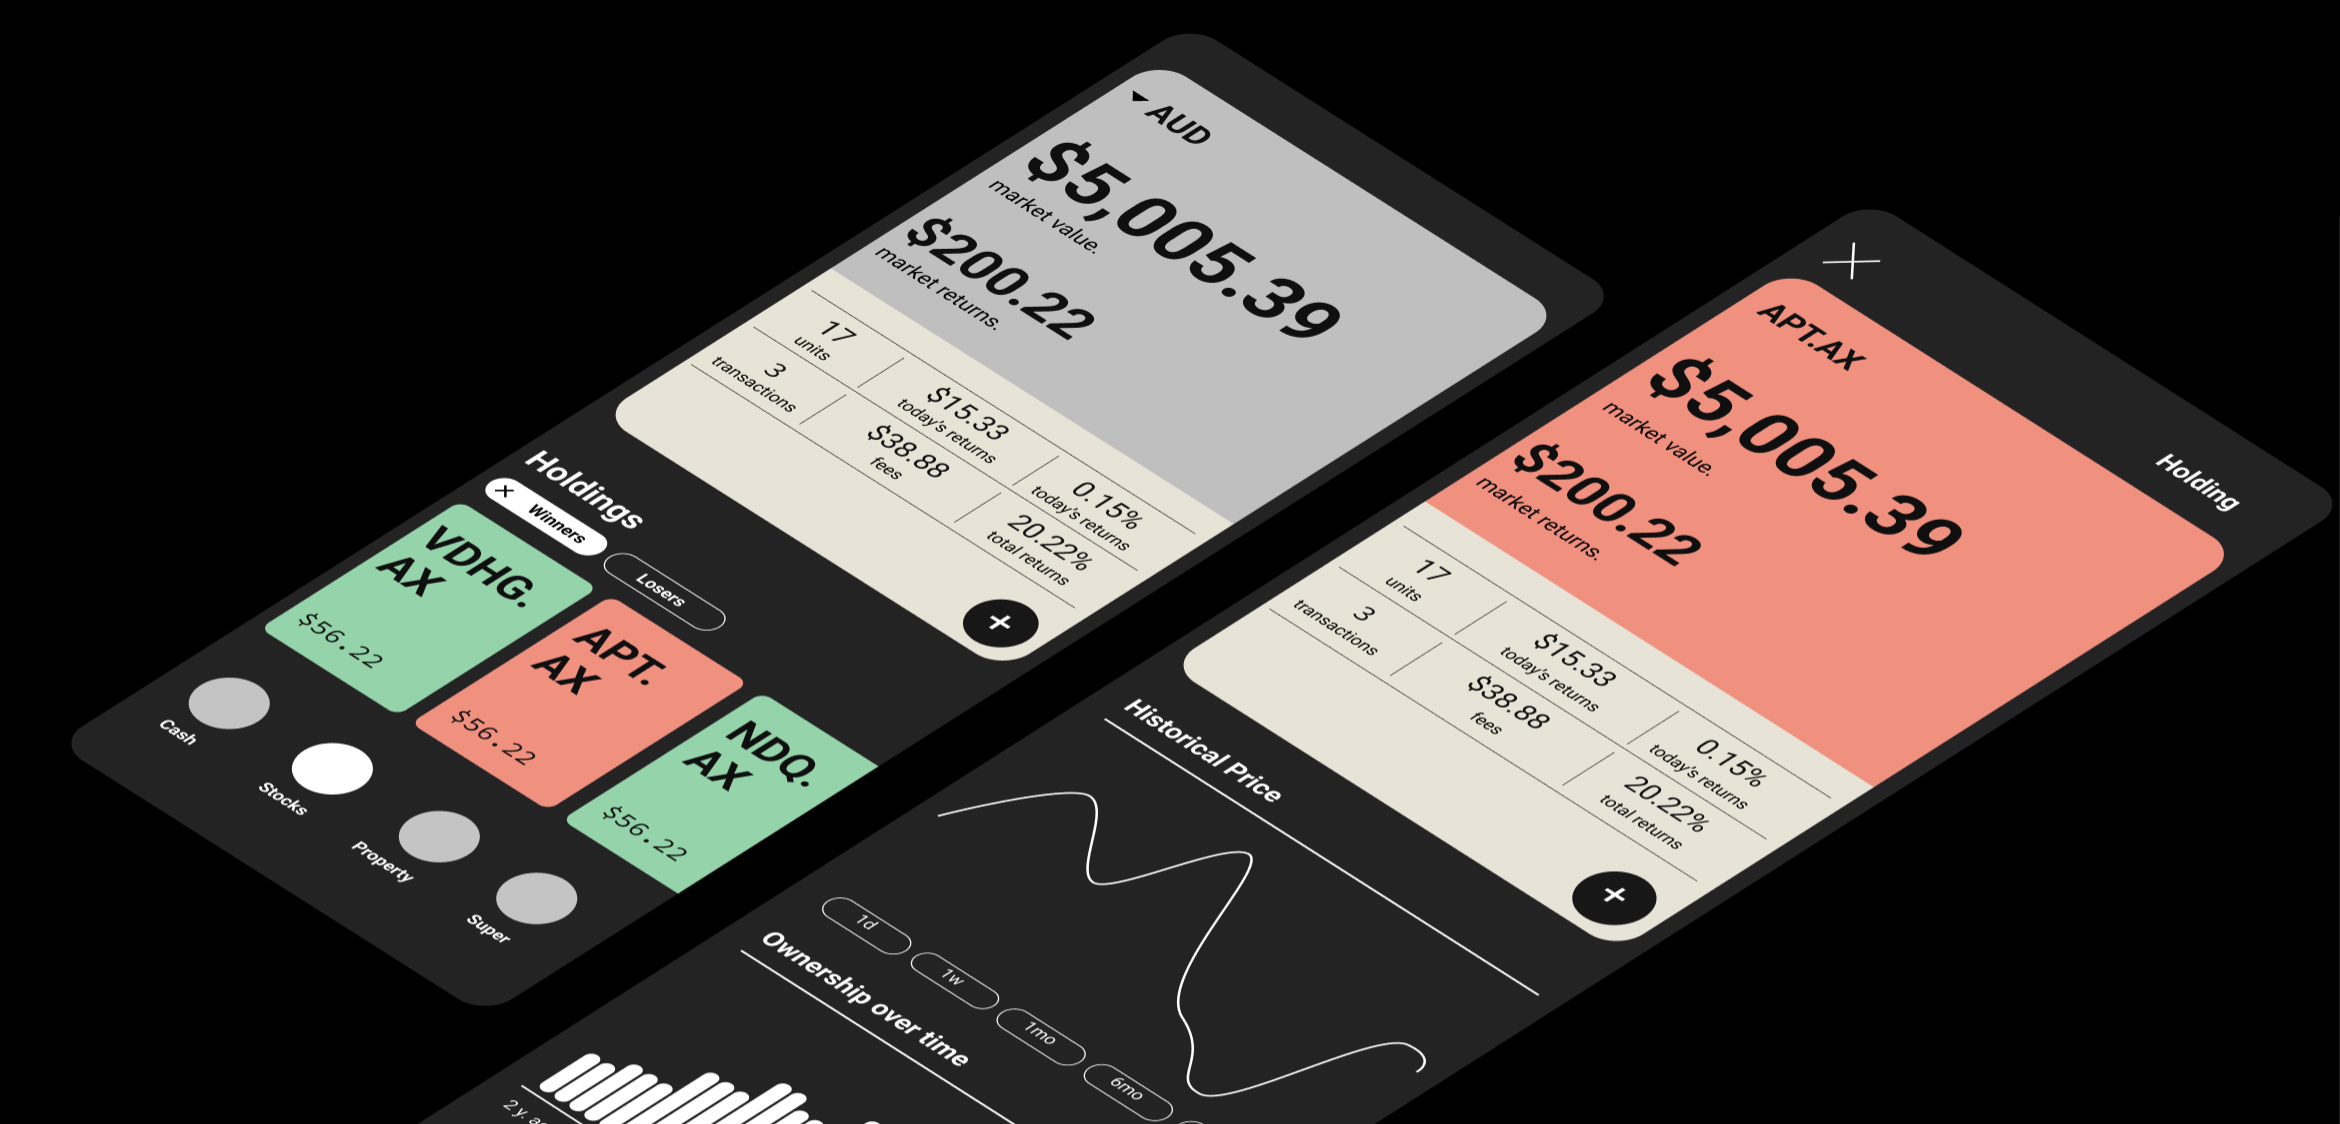 AUD
$5,005.39
market value.
$200.22
market returns.
17
units
$15.33
today's returns
0.15%
today's returns
3
transactions
$38.88
fees
20.22%
total returns
+
Holdings
Winners
Losers
VDHG.
AX
$56.22
APT.
AX
$56.22
NDQ.
AX
$56.22
Cash
Stocks
Property
Super
Holding
APT.AX
$5,005.39
market value.
$200.22
market returns.
17
units
$15.33
today's returns
0.15%
today's returns
3
transactions
$38.88
fees
20.22%
total returns
+
Historical Price
1d
1w
1mo
6mo
Ownership over time
2 y.